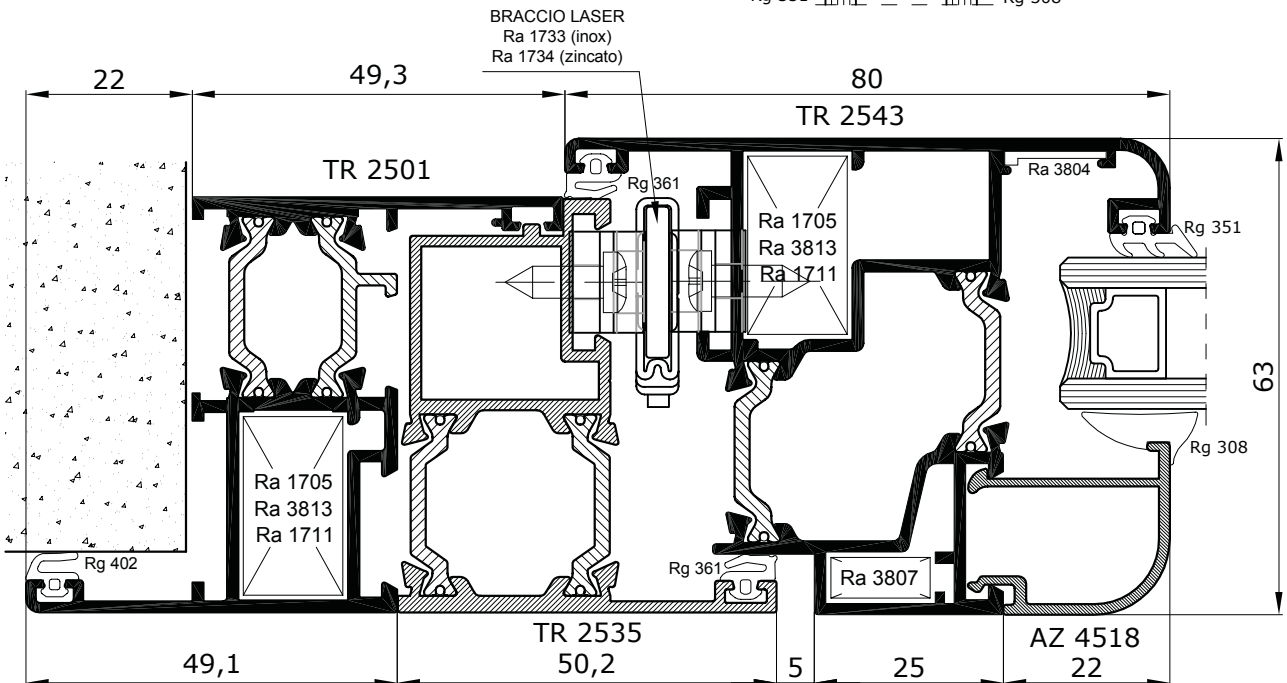 BRACCIO LASER
Ra 1733 (inox)
Ra 1734 (zincato)
22
49,3
80
TR 2543
TR 2501
Rg 361
Ra 3804
Ra 1705
Ra 3813
Ra 1711
Rg 351
63
Rg 308
Ra 1705
Ra 3813
Ra 1711
Rg 402
Rg 361
Ra 3807
TR 2535
AZ 4518
49,1
50,2
5
25
22